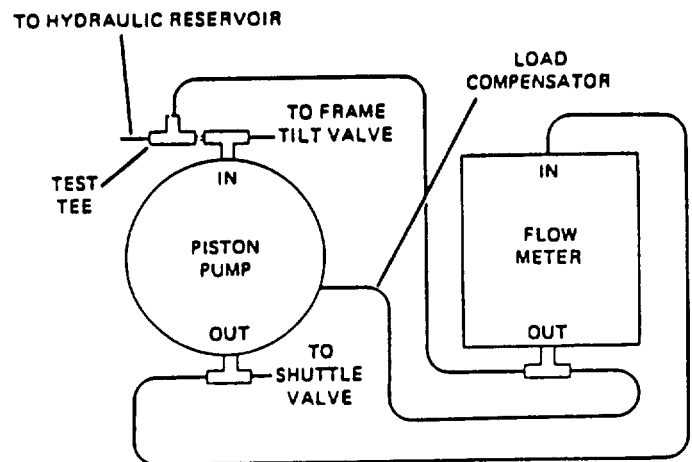 TO HYDRAULIC RESERVOIR
LOAD
COMPENSATOR
TO FRAME
TILT VALVE
TEST
TEE
IN
IN
PISTON
PUMP
FLOW
METER
OUT
OUT
TO
SHUTTLE
VALVE